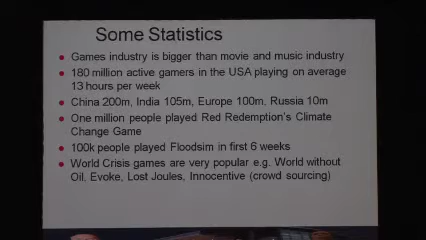 Some Statistics
Games industry is bigger than movie and music industry
180 million active gamers in the USA playing on average
13 hours per week
China 200m, India 105m, Europe 100m, Russia 10m
One million people played Red Redemption's Climate
Change Game
100k people played Floodsim in first 6 weeks
World Crisis games are very popular e.g. World without
Oil. Evoke, Lost Joules, Innocentive (crowd sourcing)